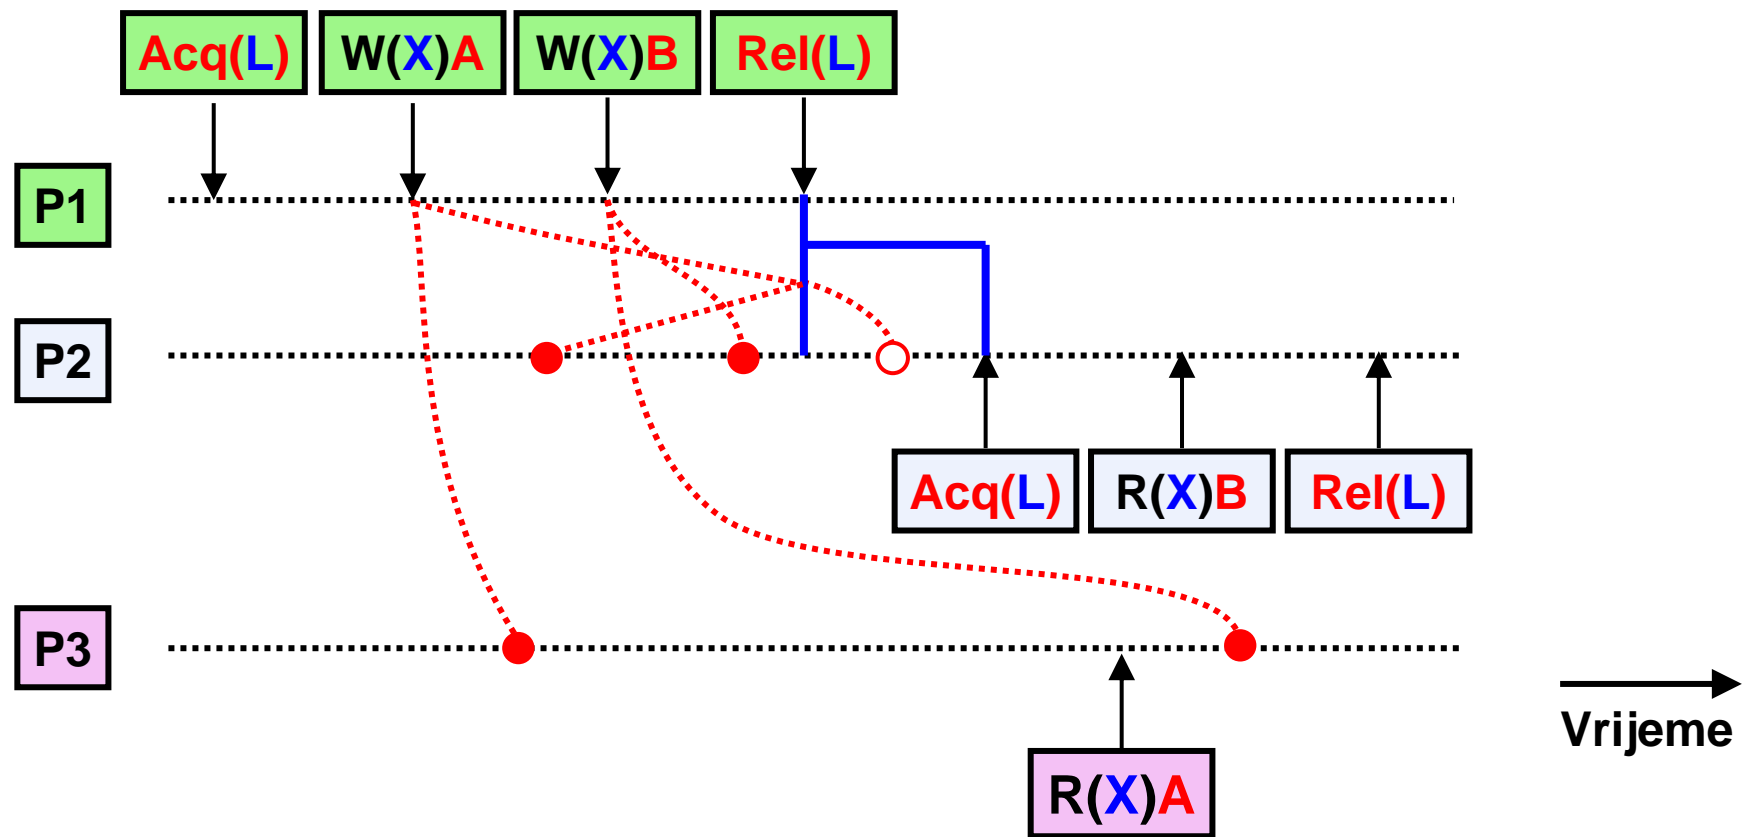 Acq(L) W(X)A W(X)B Rel(L)
P1
P2
Acq(L) R(X)B Rel(L)
P3
Vrijeme
R(X)A